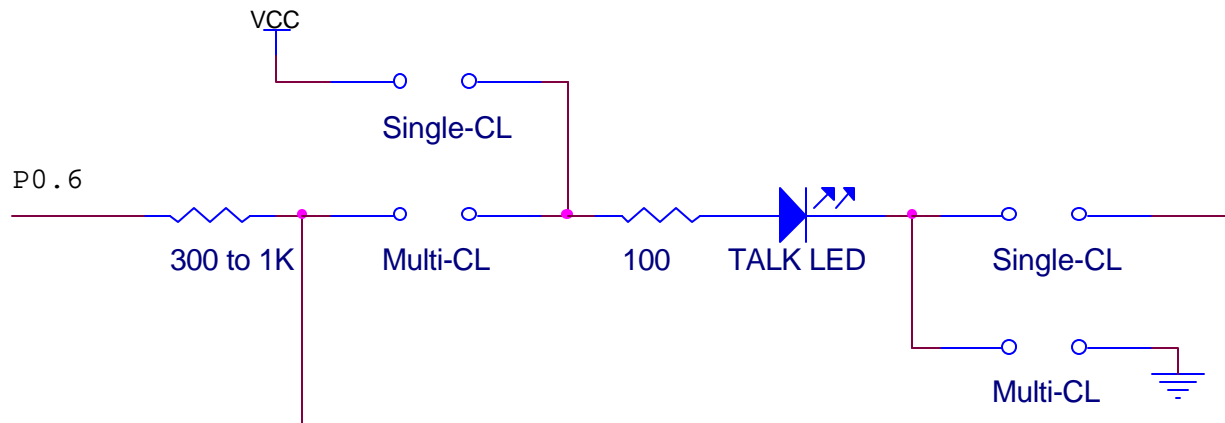 VCC
Single-CL
P0.6
300 to 1K
Multi-CL
100
TALK LED
Single-CL
Multi-CL